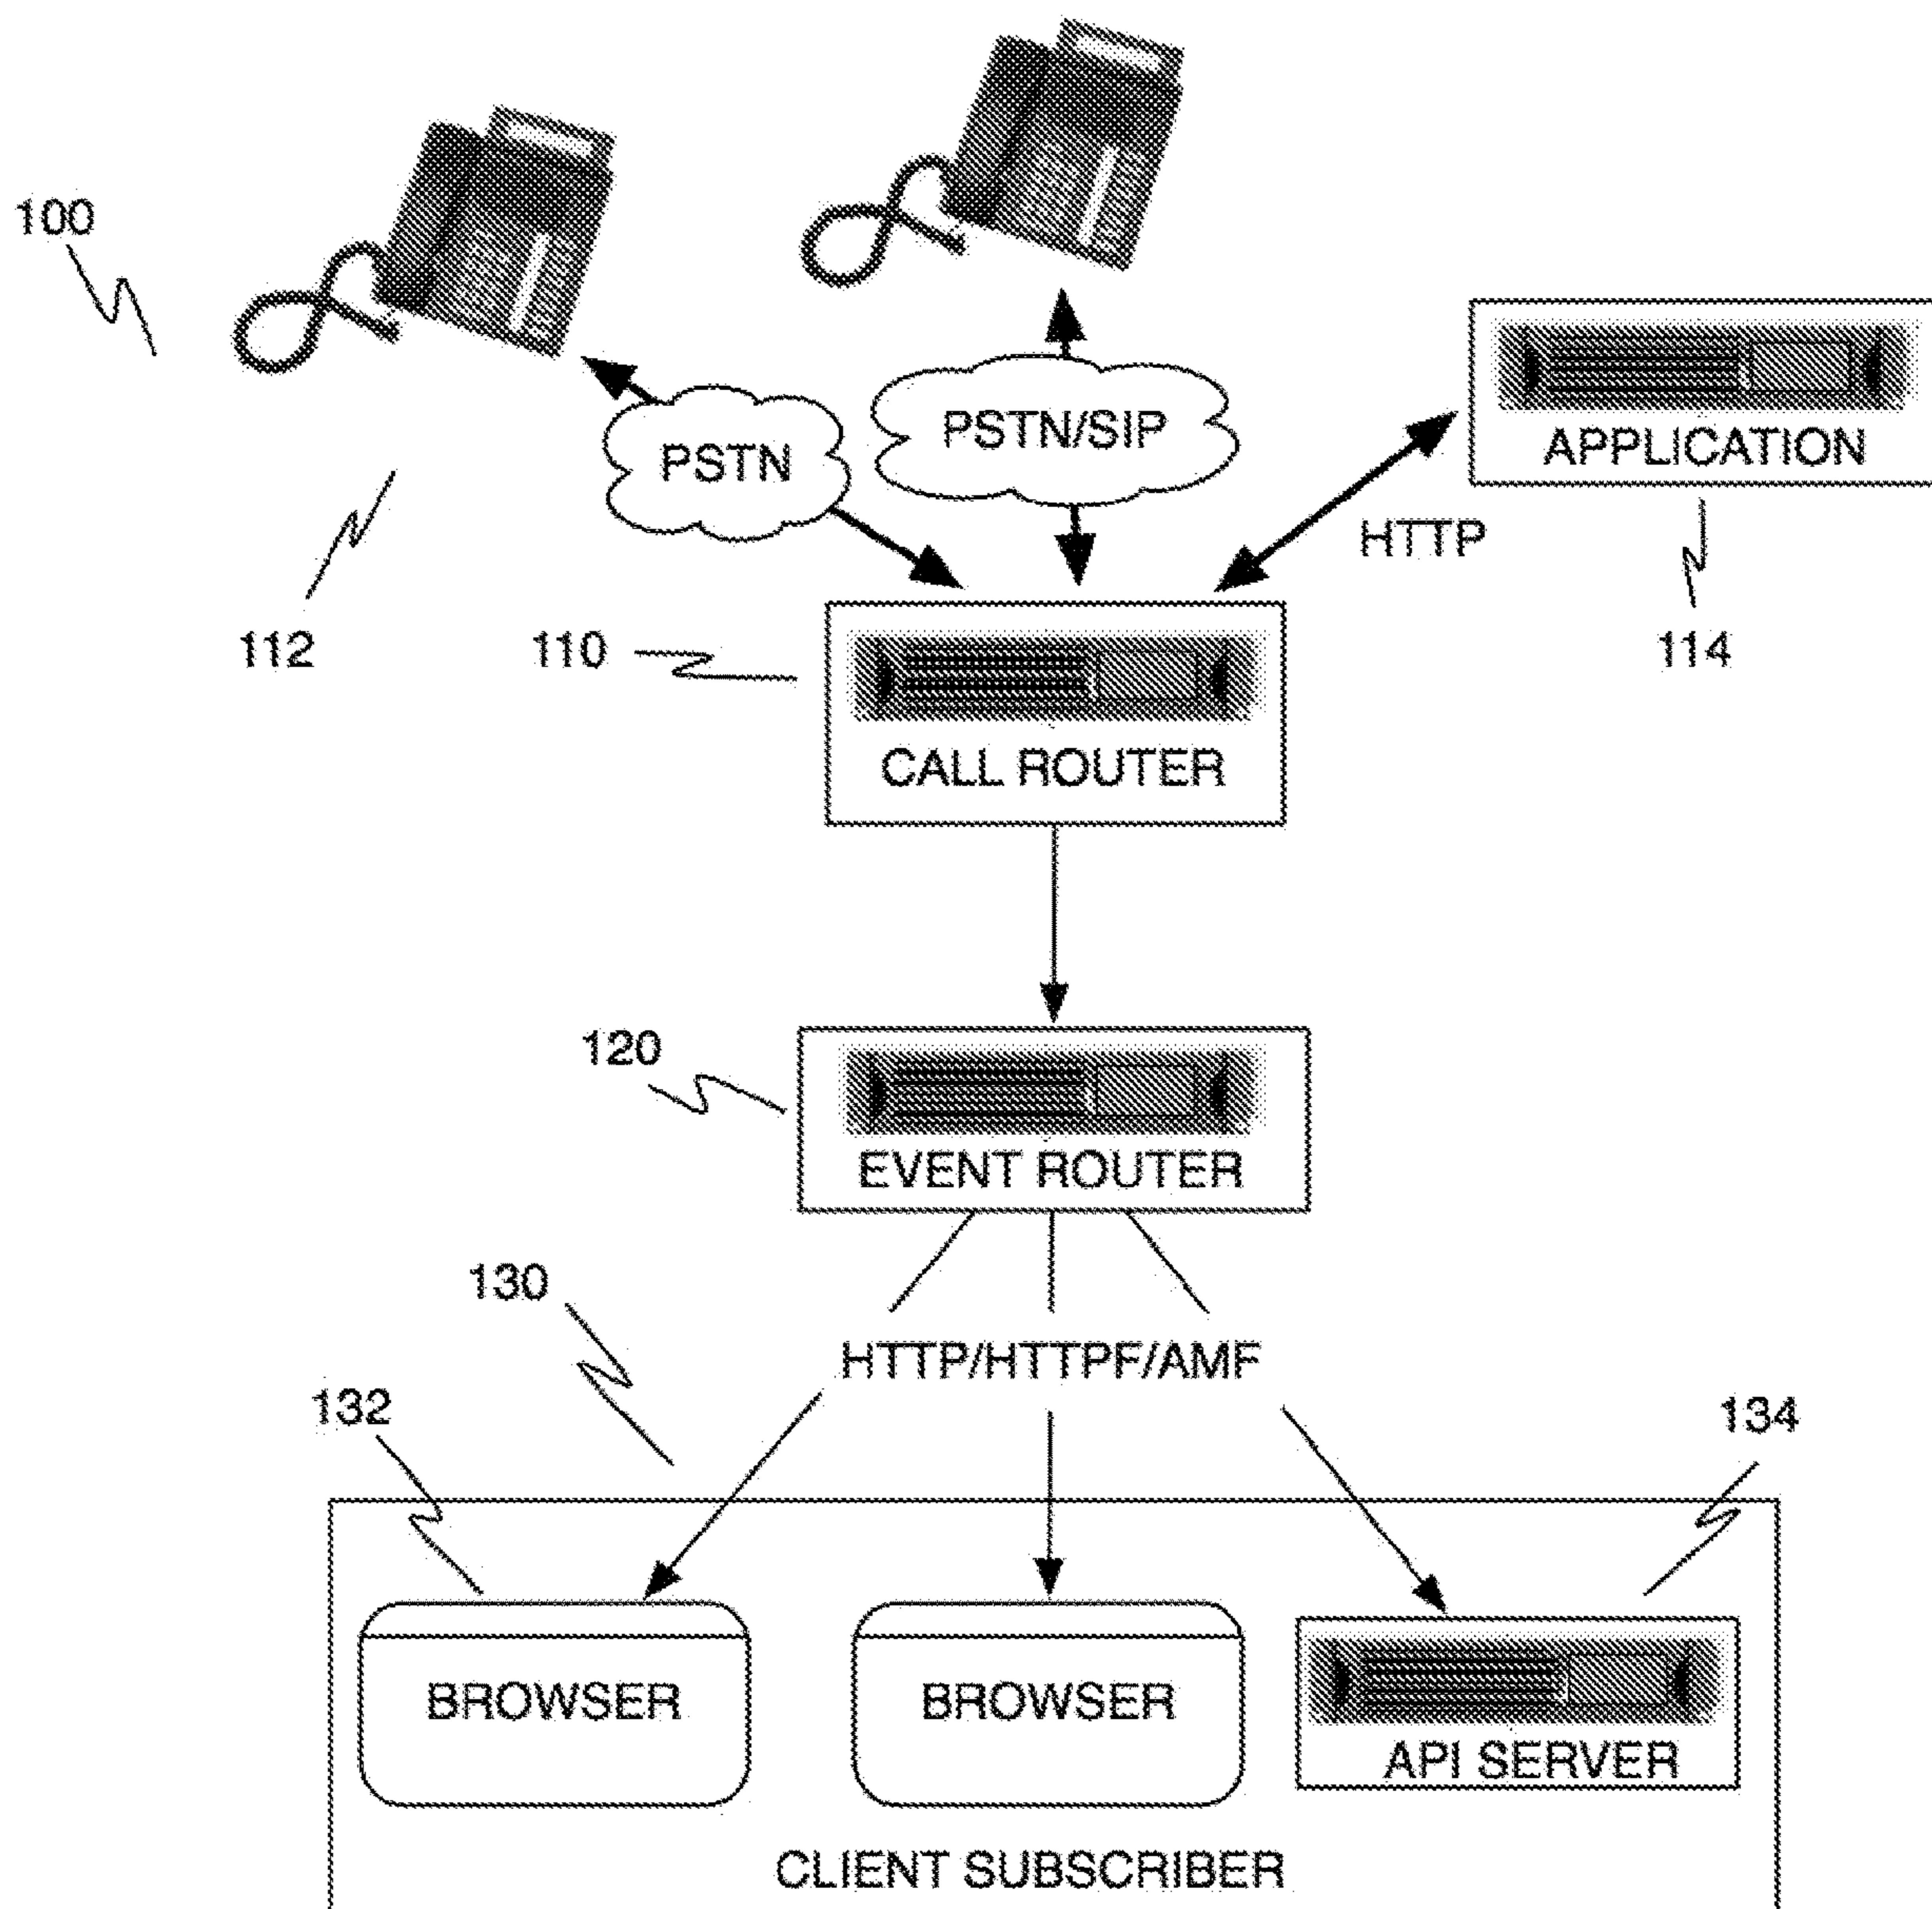 100
PSTN
PSTN/SIP
APPLICATION
HTTP
112
110
114
CALL ROUTER
120
EVENT ROUTER
130
HTTP/HTTPF/AMF
132
134
BROWSER
BROWSER
API SERVER
CLIENT SUBSCRIBER